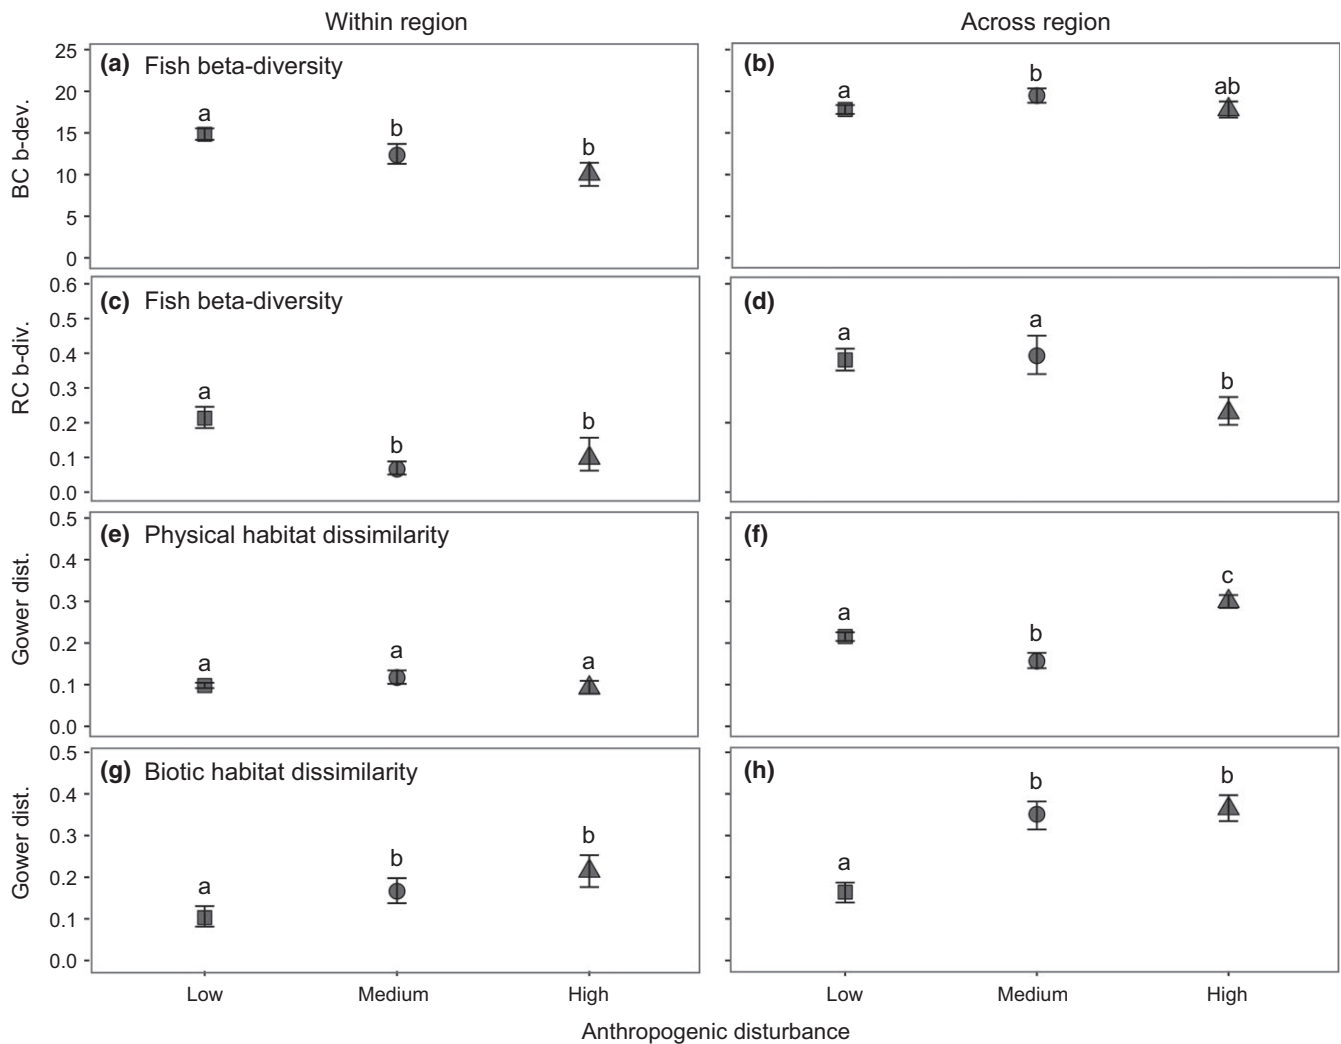 Within region
Across region
25
20
15
10
5
0
BC b-dev.
(a) Fish beta-diversity
a
b
b
(b)
a
b
ab
0.6
0.5
0.4
0.3
0.2
0.1
0.0
RC b-div.
(c) Fish beta-diversity
a
b
b
(d)
a
a
b
0.5
0.4
0.3
0.2
0.1
0.0
Gower dist.
(e) Physical habitat dissimilarity
a
a
a
(f)
a
b
c
0.5
0.4
0.3
0.2
0.1
0.0
Gower dist.
(g) Biotic habitat dissimilarity
a
b
b
(h)
a
b
b
Low Medium High
Low Medium High
Anthropogenic disturbance